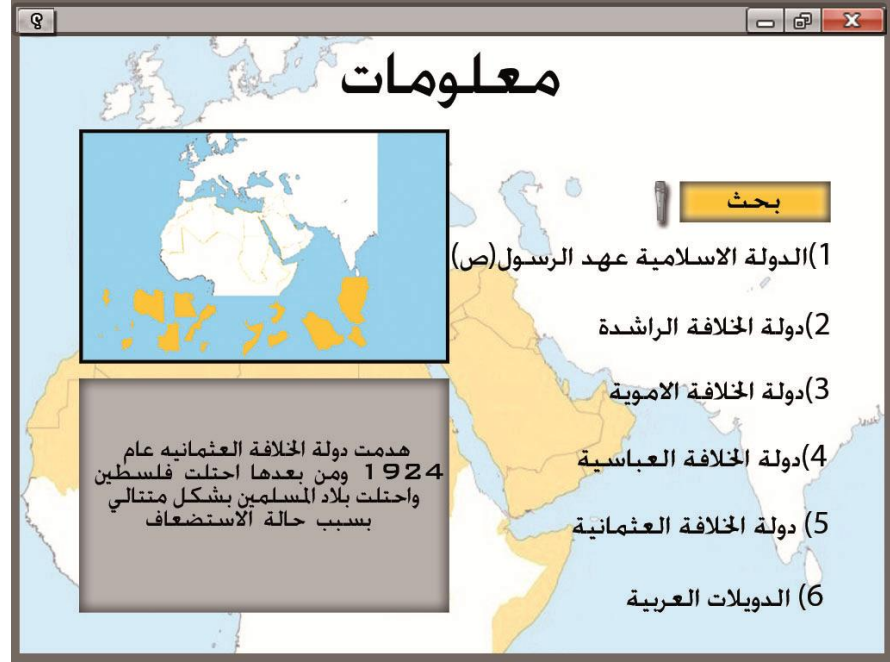 معلومات
بحث
1)الدولة الاسلامية عهد الرسول(ص)
2)دولة الخلافة الراشدة
3)دولة الخلافة الاموية
4)دولة الخلافة العباسية
5) دولة الخلافة العثمانية
6) الدويلات العربية
هدمت دولة الخلافة العثمانيه عام
1924 ومن بعدها احتلت فلسطين
واحتلت بلاد المسلمين بشكل متتالي
بسبب حالة الاستضعاف